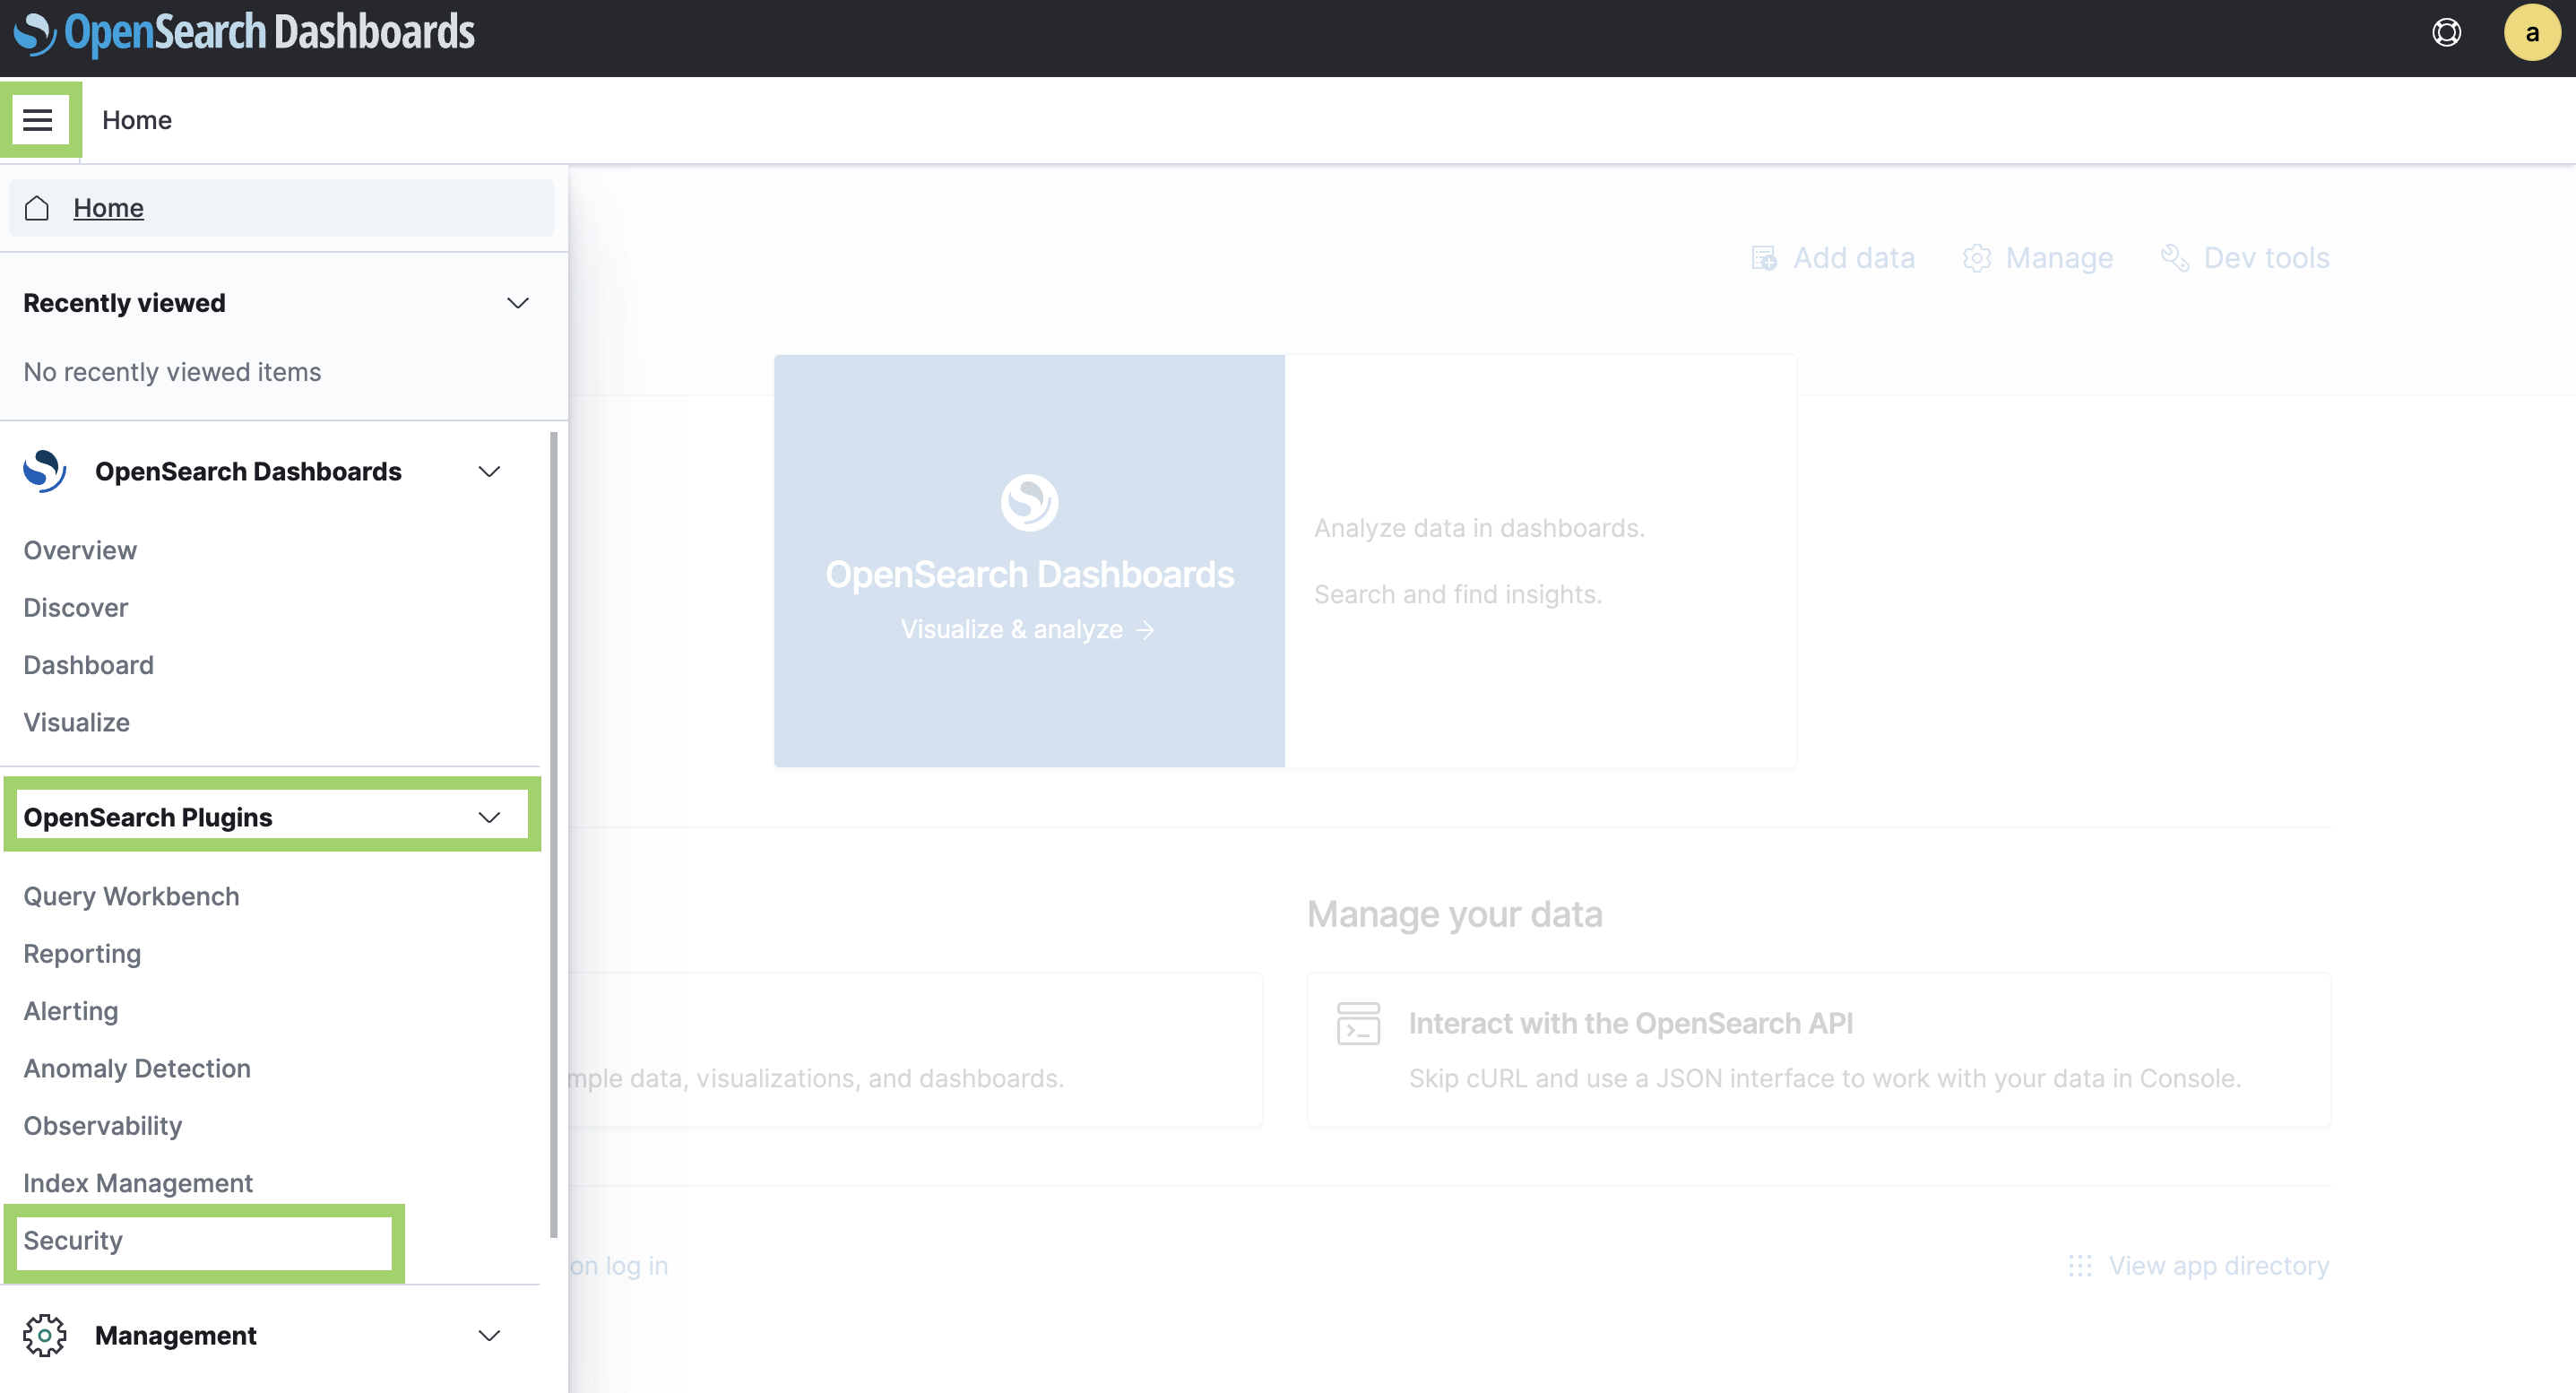 OpenSearch Dashboards
a
Home
Home
Recently viewed
No recently viewed items
OpenSearch Dashboards
Overview
Discover
Dashboard
Visualize
OpenSearch Plugins
Query Workbench
Reporting
Alerting
Anomaly Detection
Observability
Index Management
Security
Management
Add data
Manage
Dev tools
OpenSearch Dashboards
Visualize & analyze
Analyze data in dashboards.
Search and find insights.
Manage your data
data, visualizations, and dashboards.
Interact with the OpenSearch API
Skip cURL and use a JSON interface to work with your data in Console.
on log in
View app directory